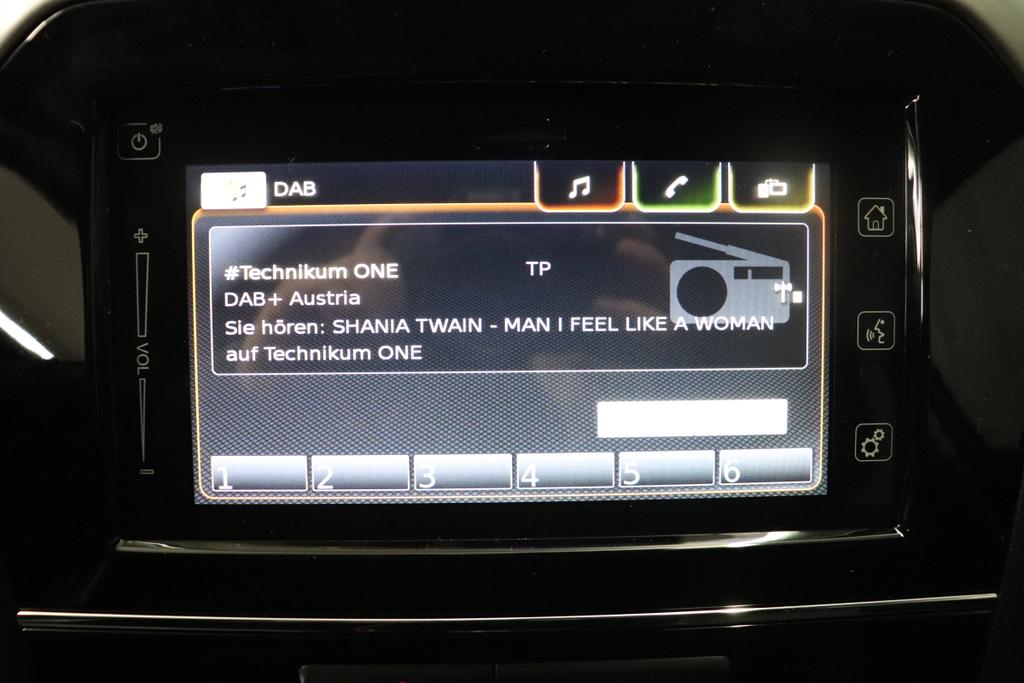 DAB
#Technikum ONE TP
DAB+ Austria
Sie hören: SHANIA TWAIN - MAN I FEEL LIKE A WOMAN
auf Technikum ONE
+
VOL
-
1 2 3 4 5 6